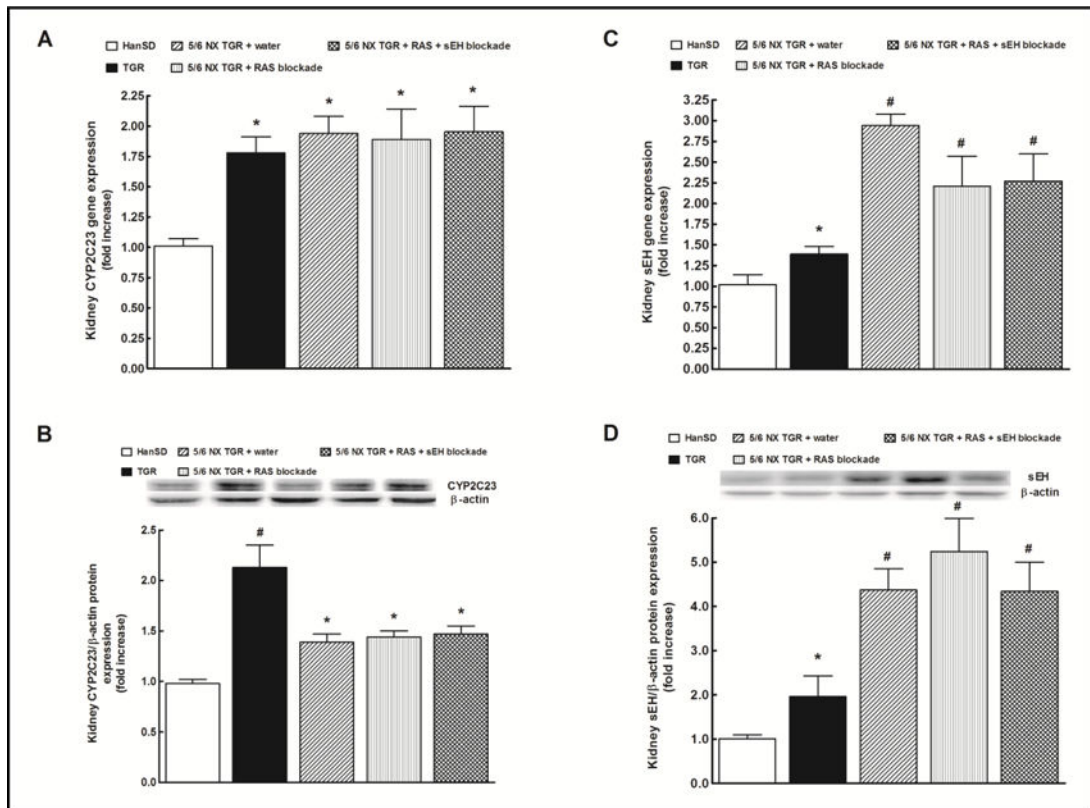 A
HanSD 5/6 NX TGR + water 5/6 NX TGR + RAS + sEH blockade
TGR 5/6 NX TGR + RAS blockade
Kidney CYP2C23 gene expression
(fold increase)
2.25
2.00
1.75
1.50
1.25
1.00
0.75
0.50
0.25
0.00
* * * *
B
HanSD 5/6 NX TGR + water 5/6 NX TGR + RAS + sEH blockade
TGR 5/6 NX TGR + RAS blockade
CYP2C23
β-actin
Kidney CYP2C23/β-actin protein
expression
(fold increase)
2.5
2.0
1.5
1.0
0.5
0.0
# * * *
C
HanSD 5/6 NX TGR + water 5/6 NX TGR + RAS + sEH blockade
TGR 5/6 NX TGR + RAS blockade
Kidney sEH gene expression
(fold increase)
3.25
3.00
2.75
2.50
2.25
2.00
1.75
1.50
1.25
1.00
0.75
0.50
0.25
0.00
* # # #
D
HanSD 5/6 NX TGR + water 5/6 NX TGR + RAS + sEH blockade
TGR 5/6 NX TGR + RAS blockade
sEH
β-actin
Kidney sEH/β-actin protein expression
(fold increase)
6.0
5.0
4.0
3.0
2.0
1.0
0.0
* # # #